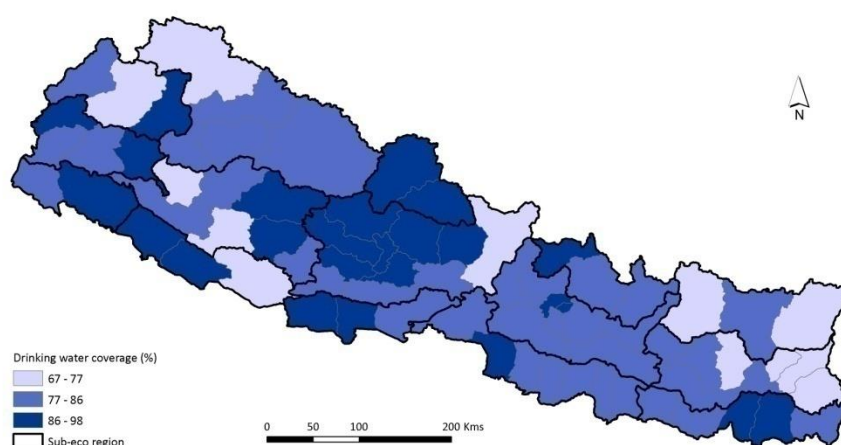 N
Drinking water coverage (%)
67 - 77
77 - 86
86 - 98
Sub-eco region
0 50 100 200 Kms